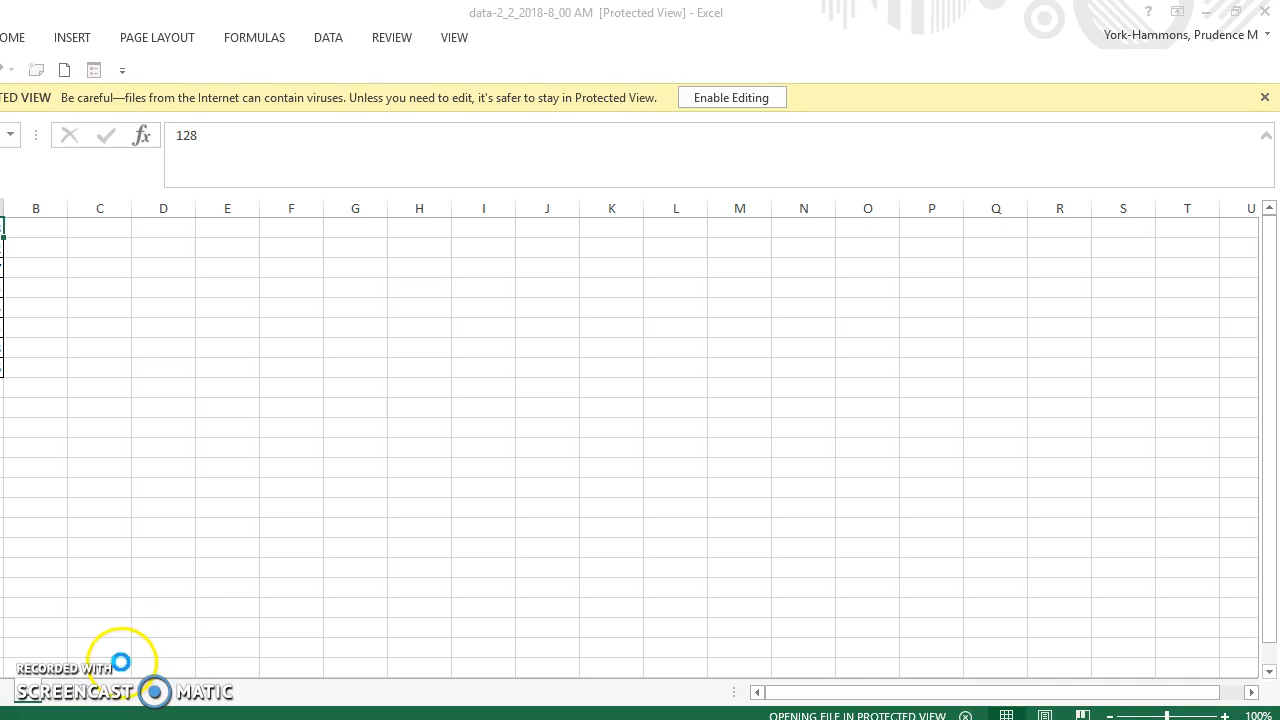 data-2_2_2018-8_00 AM [Protected View] - Excel
OME INSERT PAGE LAYOUT FORMULAS DATA REVIEW VIEW
York-Hammons, Prudence M
TED VIEW Be careful—files from the Internet can contain viruses. Unless you need to edit, it's safer to stay in Protected View. Enable Editing
fx 128
B C D E F G H I J K L M N O P Q R S T U
RECORDED WITH
SCREENCAST MATIC
OPENING FILE IN PROTECTED VIEW 100%